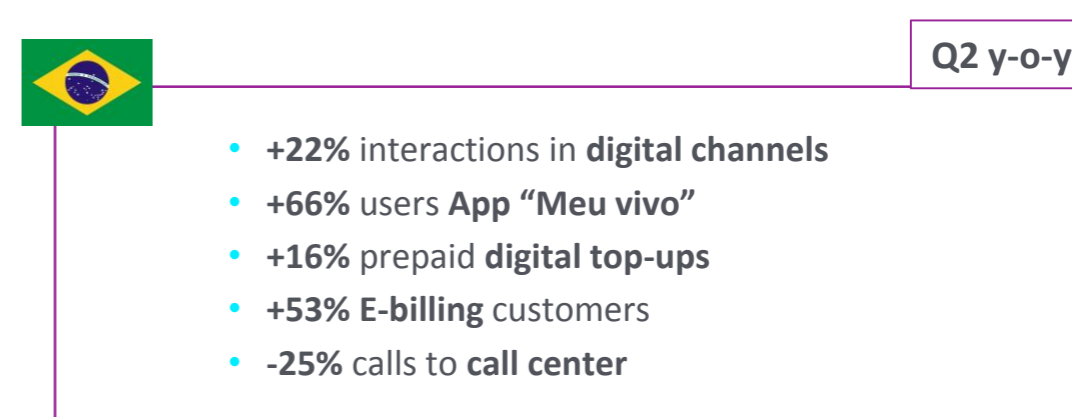 Q2 y-o-y
• +22% interactions in digital channels
• +66% users App “Meu vivo”
• +16% prepaid digital top-ups
• +53% E-billing customers
• -25% calls to call center